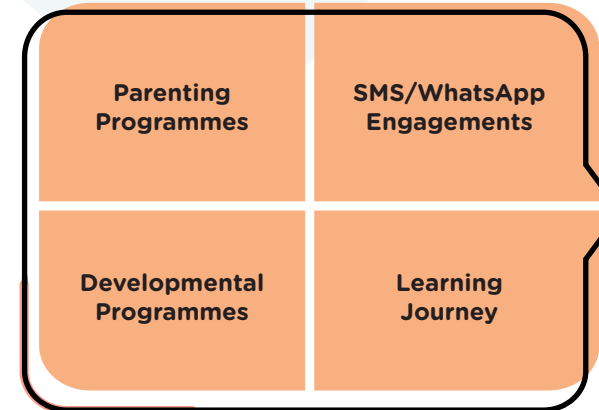 Parenting
Programmes
SMS/WhatsApp
Engagements
Developmental
Programmes
Learning
Journey